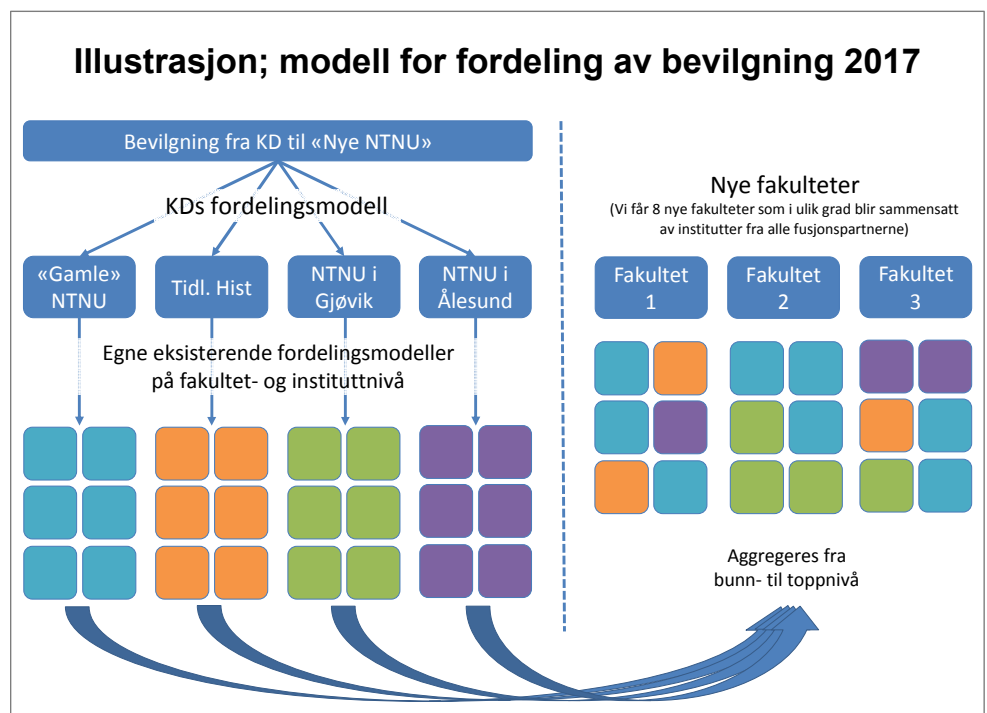 Illustrasjon; modell for fordeling av bevilgning 2017
Bevilgning fra KD til «Nye NTNU»
KDs fordelingsmodell
«Gamle»
NTNU
Tidl. Hist
NTNU i
Gjøvik
NTNU i
Ålesund
Egne eksisterende fordelingsmodeller
på fakultet- og instituttnivå
Nye fakulteter
(Vi får 8 nye fakulteter som i ulik grad blir sammensatt
av institutter fra alle fusjonspartnerne)
Fakultet
1
Fakultet
2
Fakultet
3
Aggregeres fra
bunn- til toppnivå